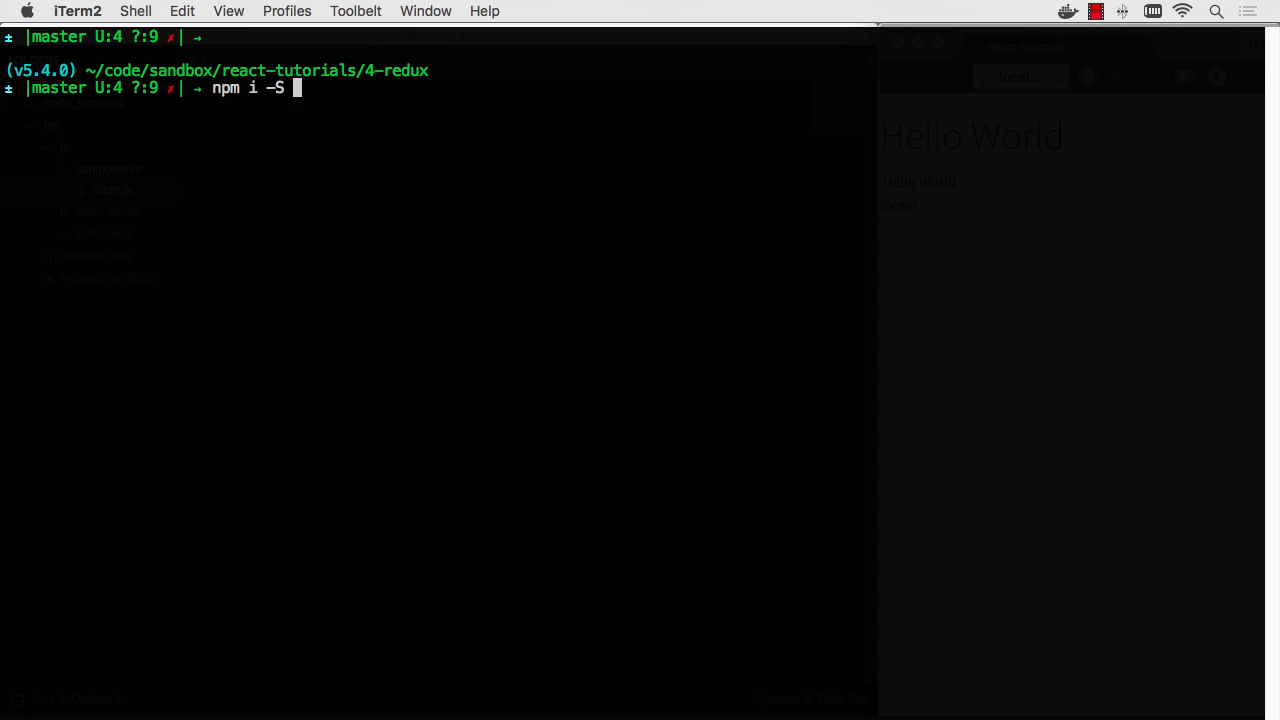 iTerm2 Shell Edit View Profiles Toolbelt Window Help
± |master U:4 ?:9 ✗| →
(v5.4.0) ~/code/sandbox/react-tutorials/4-redux
± |master U:4 ?:9 ✗| → npm i -S
node_modules
src
js
components
client.js
client.min.js
index.html
package.json
webpack.config.js
React Tutorials
local...
Hello World
Hello World
footer